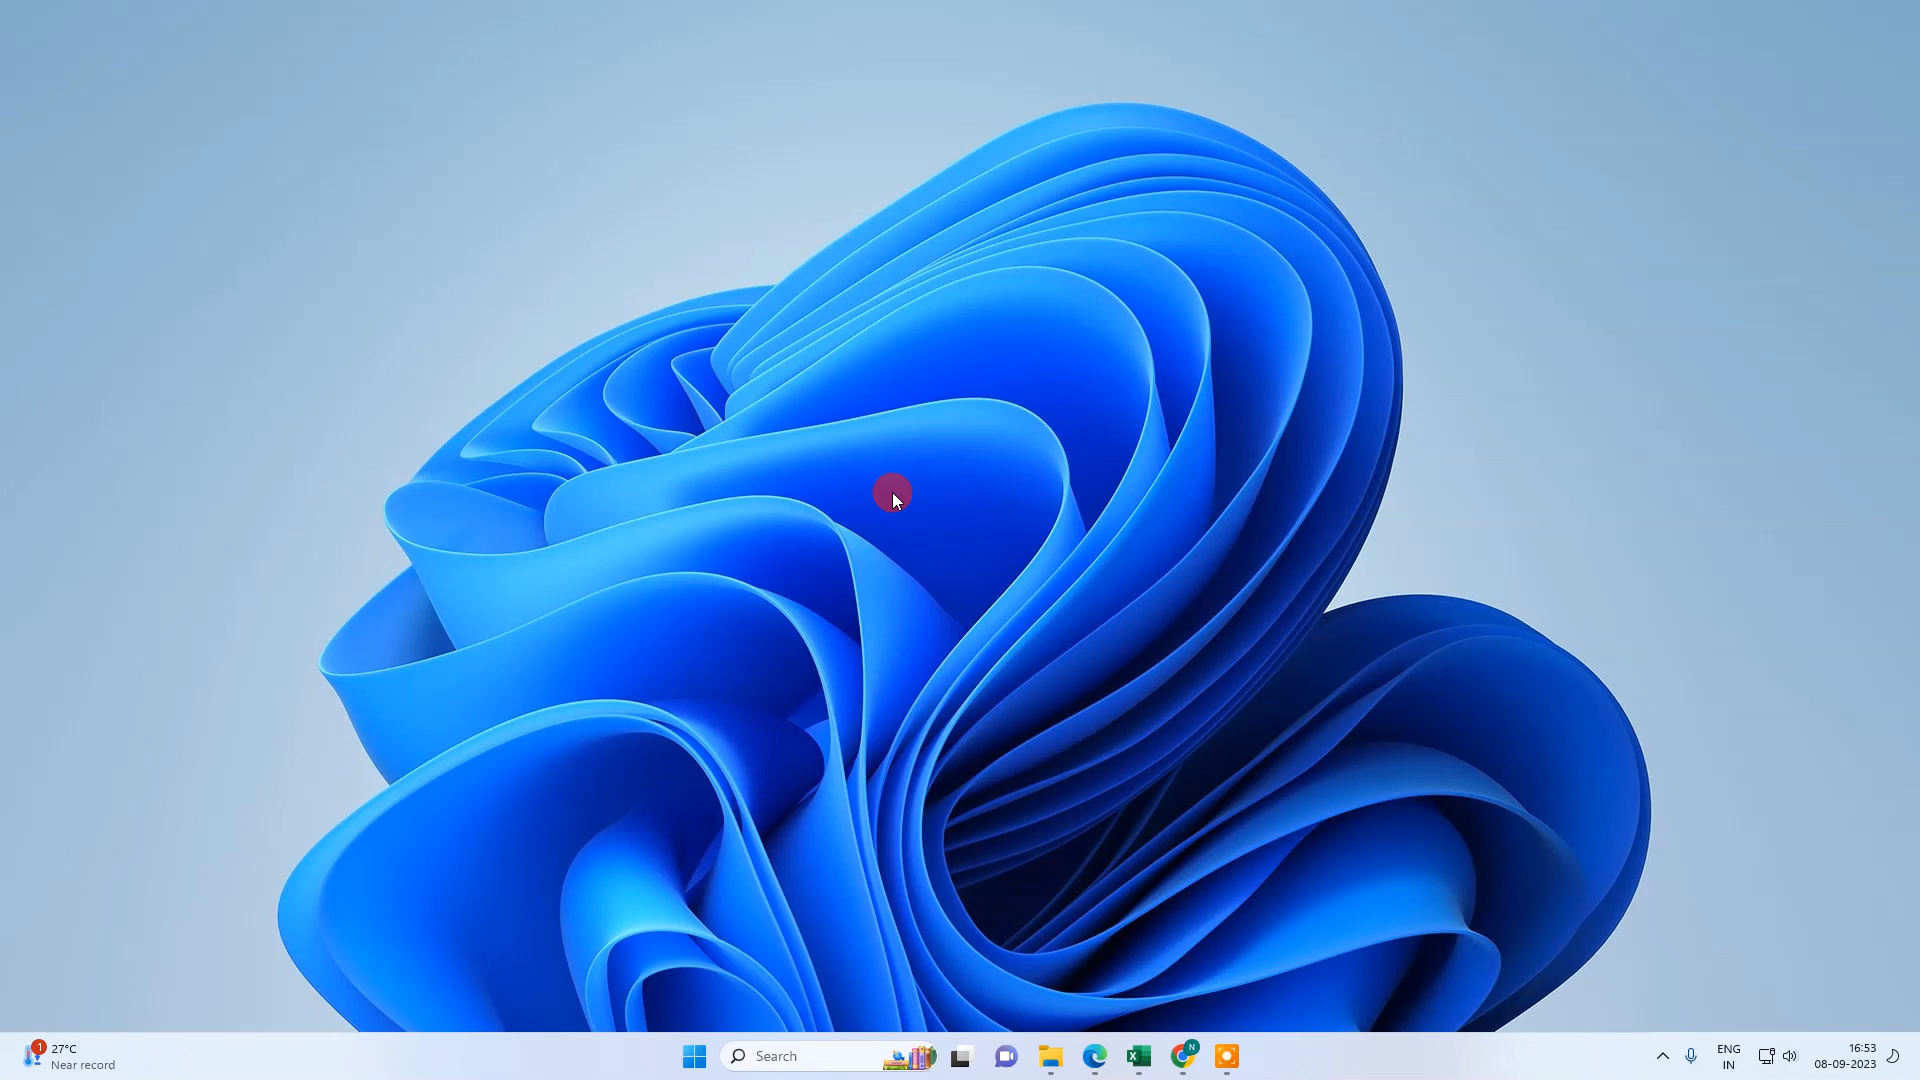 1
27°C
Near record
Search
X
N
ENG
IN
16:53
08-09-2023